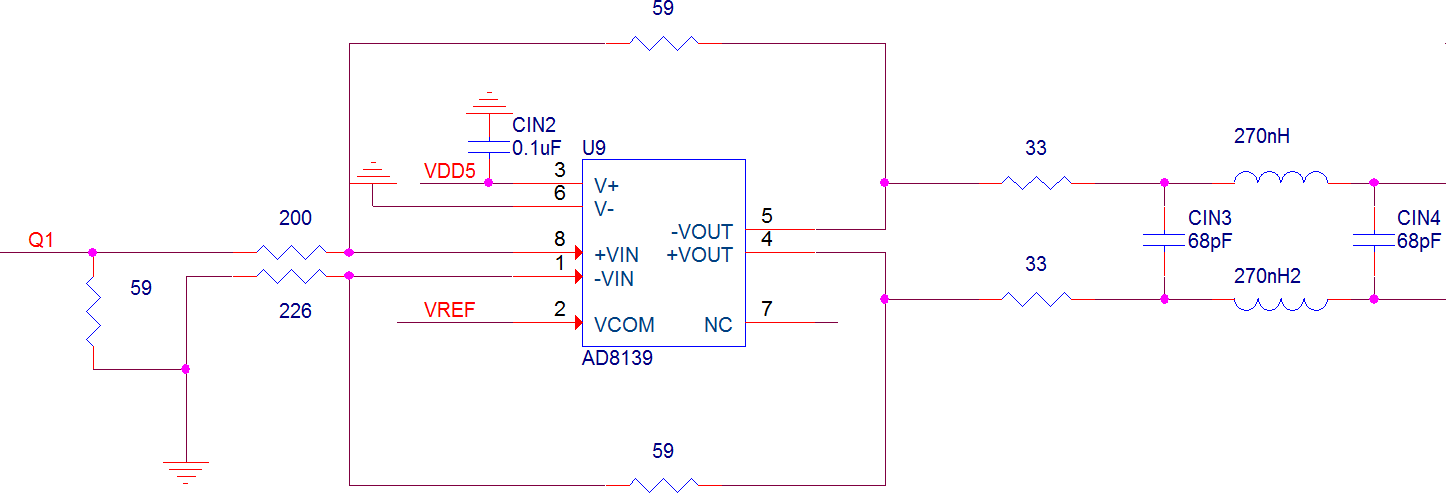 59
CIN2
0.1uF
U9
VDD5
3
V+
6
V-
200
Q1
8
+VIN
1
-VIN
59
226
VREF
2
VCOM
5
-VOUT
4
+VOUT
NC
7
AD8139
59
33
270nH
CIN3
68pF
CIN4
68pF
33
270nH2